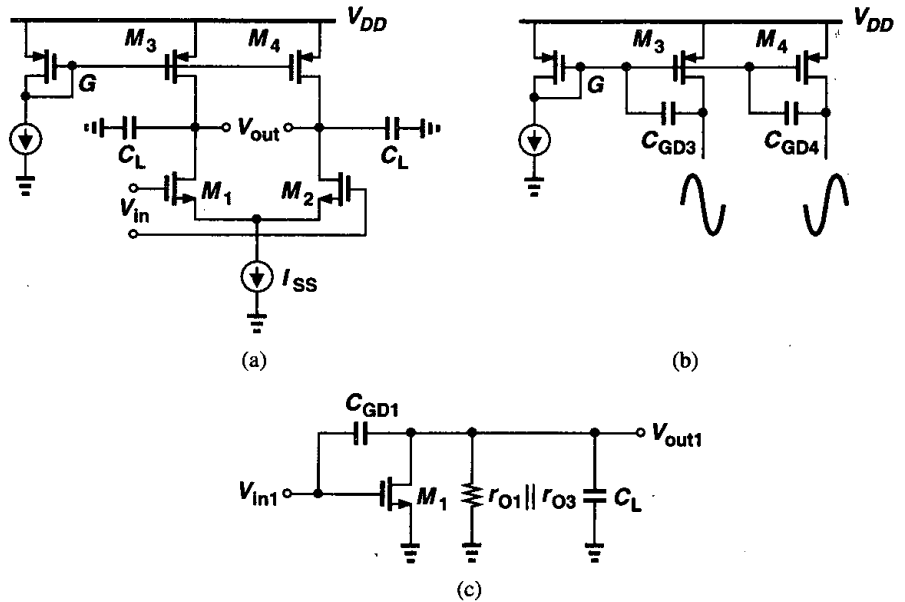 V_DD
M_3
M_4
G
V_out
C_L
C_L
M_1
M_2
V_in
I_SS
(a)
V_DD
M_3
M_4
G
C_GD3
C_GD4
(b)
C_GD1
V_out1
V_in1
M_1
r_O1||r_O3
C_L
(c)